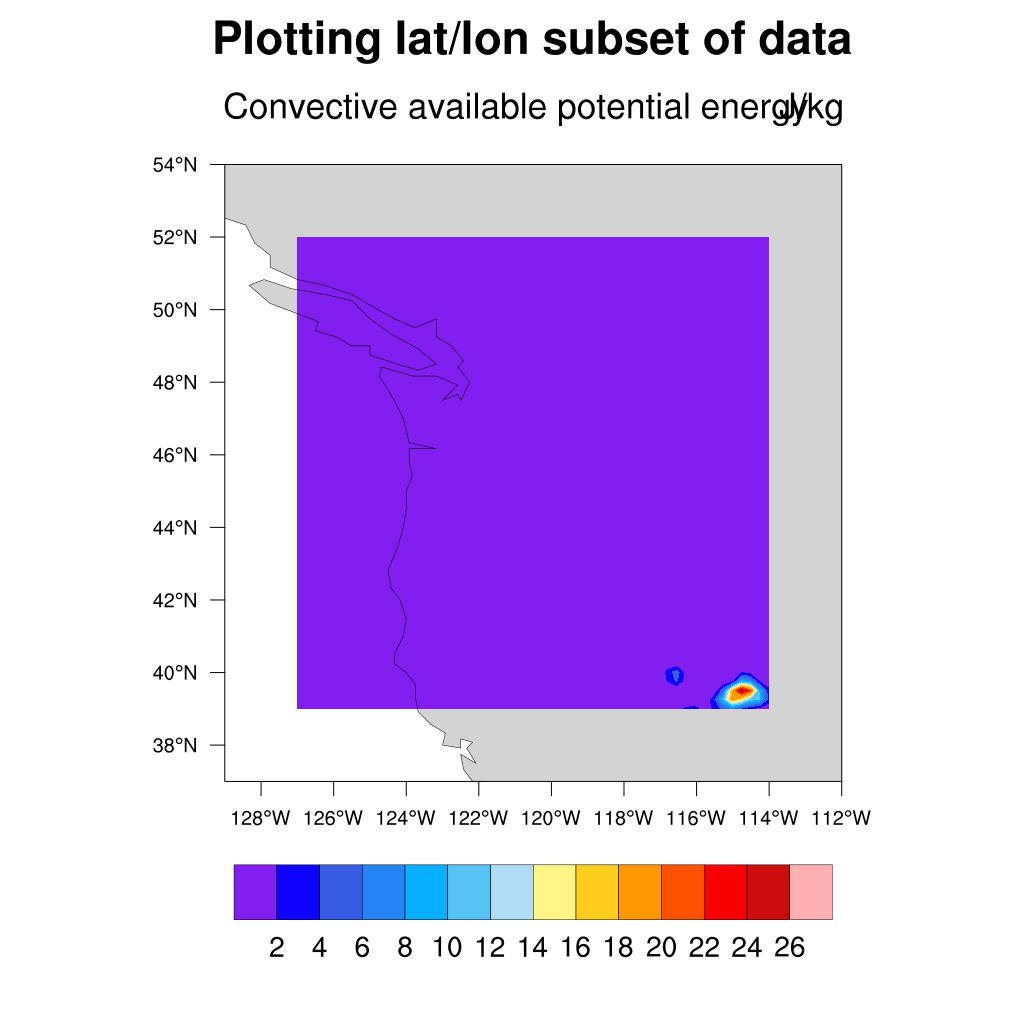 Plotting lat/lon subset of data
Convective available potential energy J/kg
54°N
52°N
50°N
48°N
46°N
44°N
42°N
40°N
38°N
128°W 126°W 124°W 122°W 120°W 118°W 116°W 114°W 112°W
2 4 6 8 10 12 14 16 18 20 22 24 26